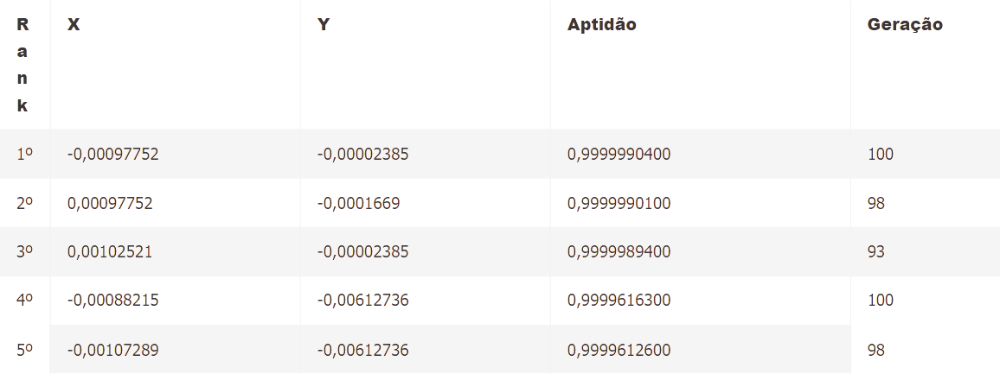 Rank X Y Aptidão Geração
1º -0,00097752 -0,00002385 0,9999990400 100
2º 0,00097752 -0,0001669 0,9999990100 98
3º 0,00102521 -0,00002385 0,9999989400 93
4º -0,00088215 -0,00612736 0,9999616300 100
5º -0,00107289 -0,00612736 0,9999612600 98